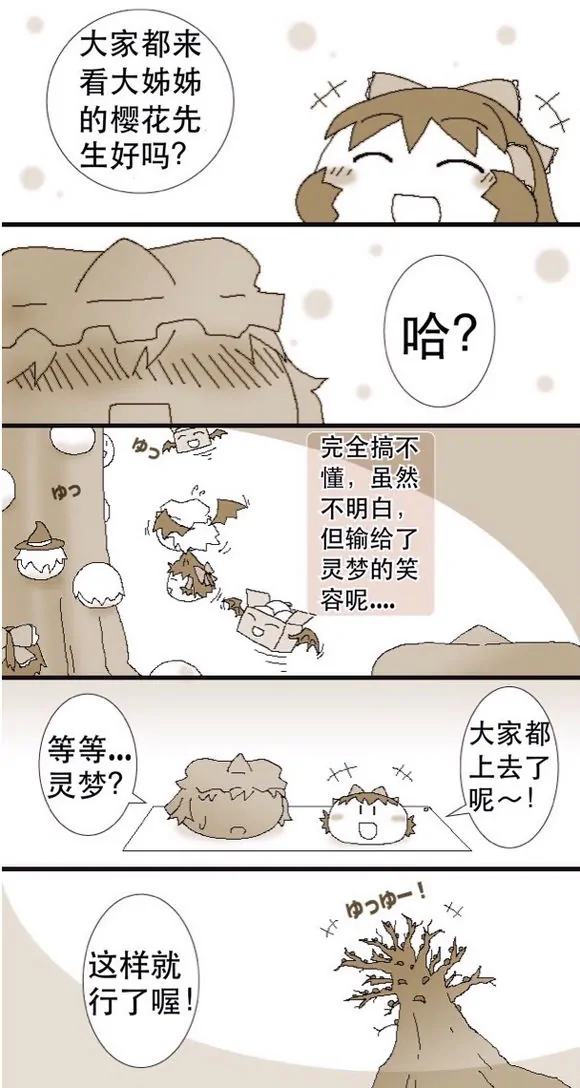 大家都来
看大姊姊
的樱花先
生好吗？
哈？
ゆっ
ゆっ
完全搞不
懂，虽然
不明白，
但输给了
灵梦的笑
容呢....
等等...
灵梦？
大家都
上去了
呢～！
ゆっゆー！
这样就
行了喔！